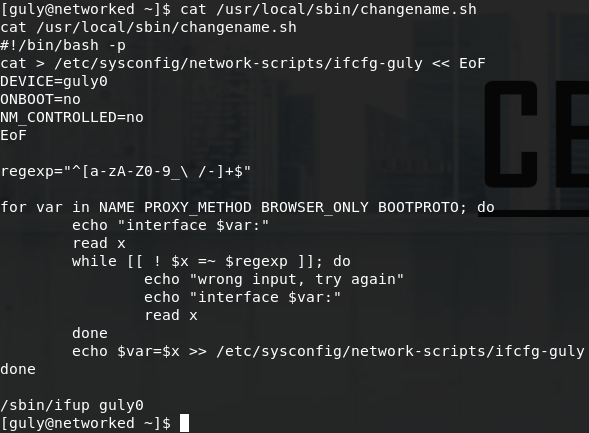 [guly@networked ~]$ cat /usr/local/sbin/changename.sh
cat /usr/local/sbin/changename.sh
#!/bin/bash -p
cat > /etc/sysconfig/network-scripts/ifcfg-guly << EoF
DEVICE=guly0
ONBOOT=no
NM_CONTROLLED=no
EoF

regexp="^[a-zA-Z0-9_\ /-]+$"

for var in NAME PROXY_METHOD BROWSER_ONLY BOOTPROTO; do
        echo "interface $var:"
        read x
        while [[ ! $x =~ $regexp ]]; do
                echo "wrong input, try again"
                echo "interface $var:"
                read x
        done
        echo $var=$x >> /etc/sysconfig/network-scripts/ifcfg-guly
done

/sbin/ifup guly0
[guly@networked ~]$